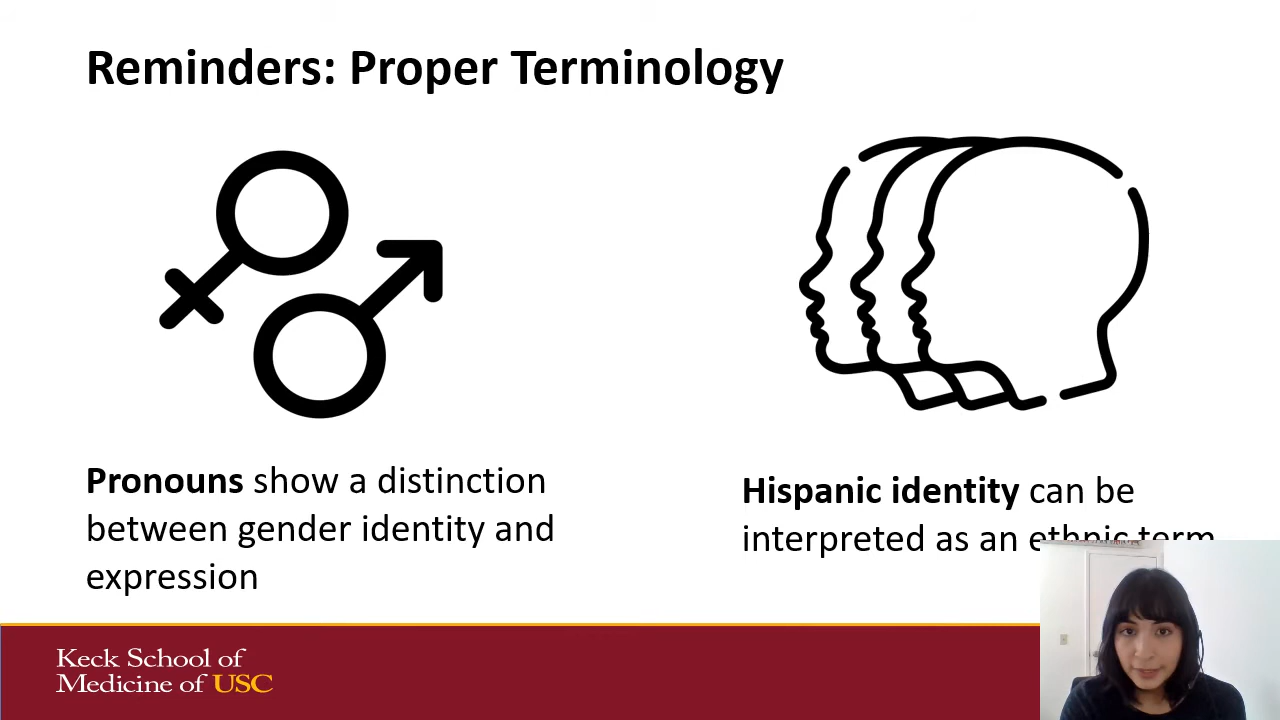 Reminders: Proper Terminology
Pronouns show a distinction
between gender identity and
expression
Hispanic identity can be
interpreted as an ethnic term
Keck School of
Medicine of USC